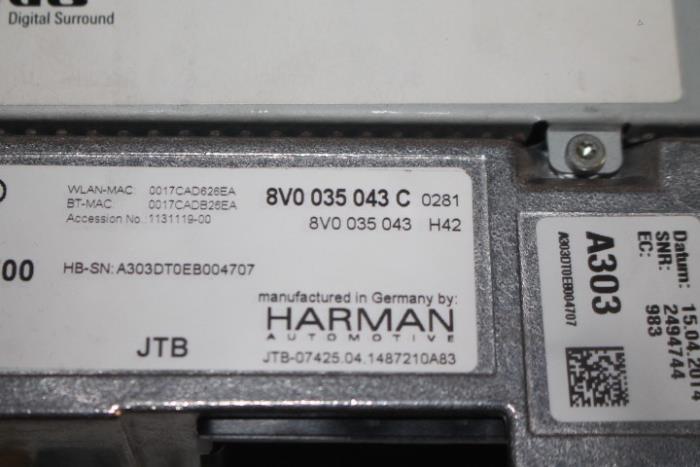 Digital Surround
WLAN-MAC: 0017CAD626EA
BT-MAC: 0017CADB26EA
Accession No.: 1131119-00
8V0 035 043 C 0281
8V0 035 043 H42
00
HB-SN: A303DT0EB004707
manufactured in Germany by:
HARMAN
AUTOMOTIVE
JTB
JTB-07425.04.1487210A83
Datum: 15.04.2014
SNR: 2494744
EC: 983
A303
A303DT0EB004707